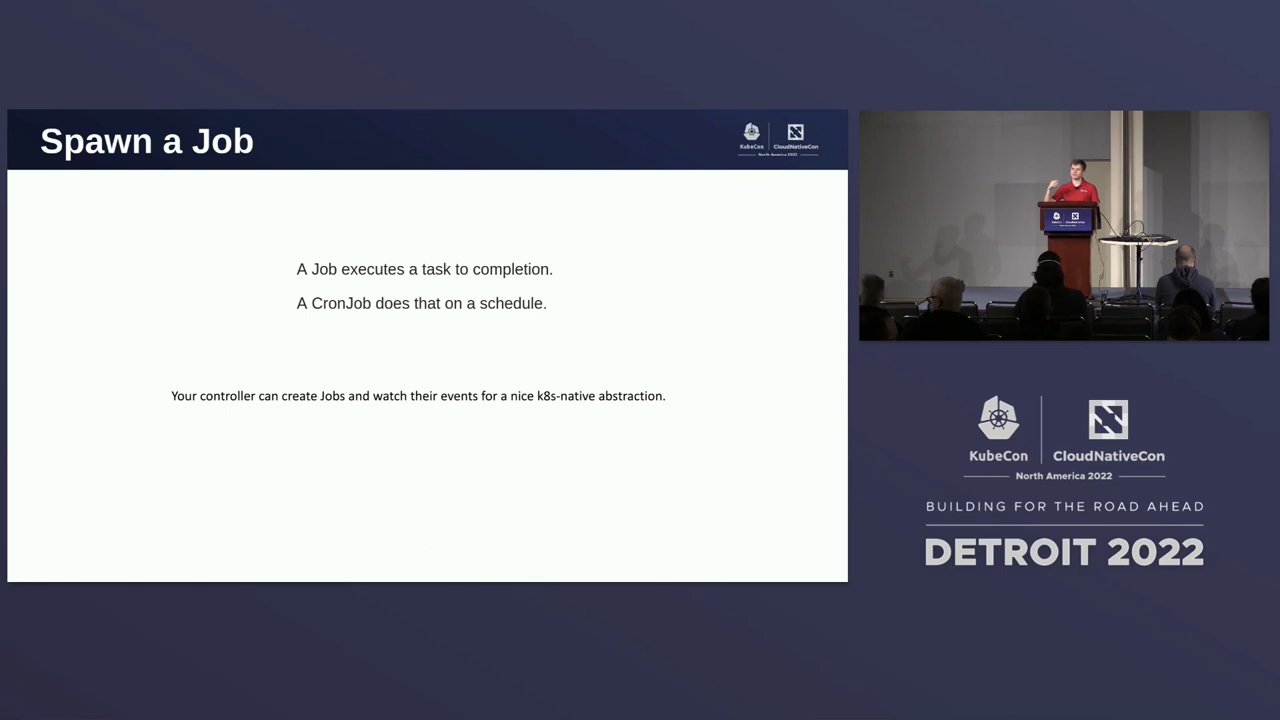 Spawn a Job
KubeCon
CloudNativeCon
North America 2022
A Job executes a task to completion.
A CronJob does that on a schedule.
Your controller can create Jobs and watch their events for a nice k8s-native abstraction.
KubeCon
CloudNativeCon
North America 2022
BUILDING FOR THE ROAD AHEAD
DETROIT 2022